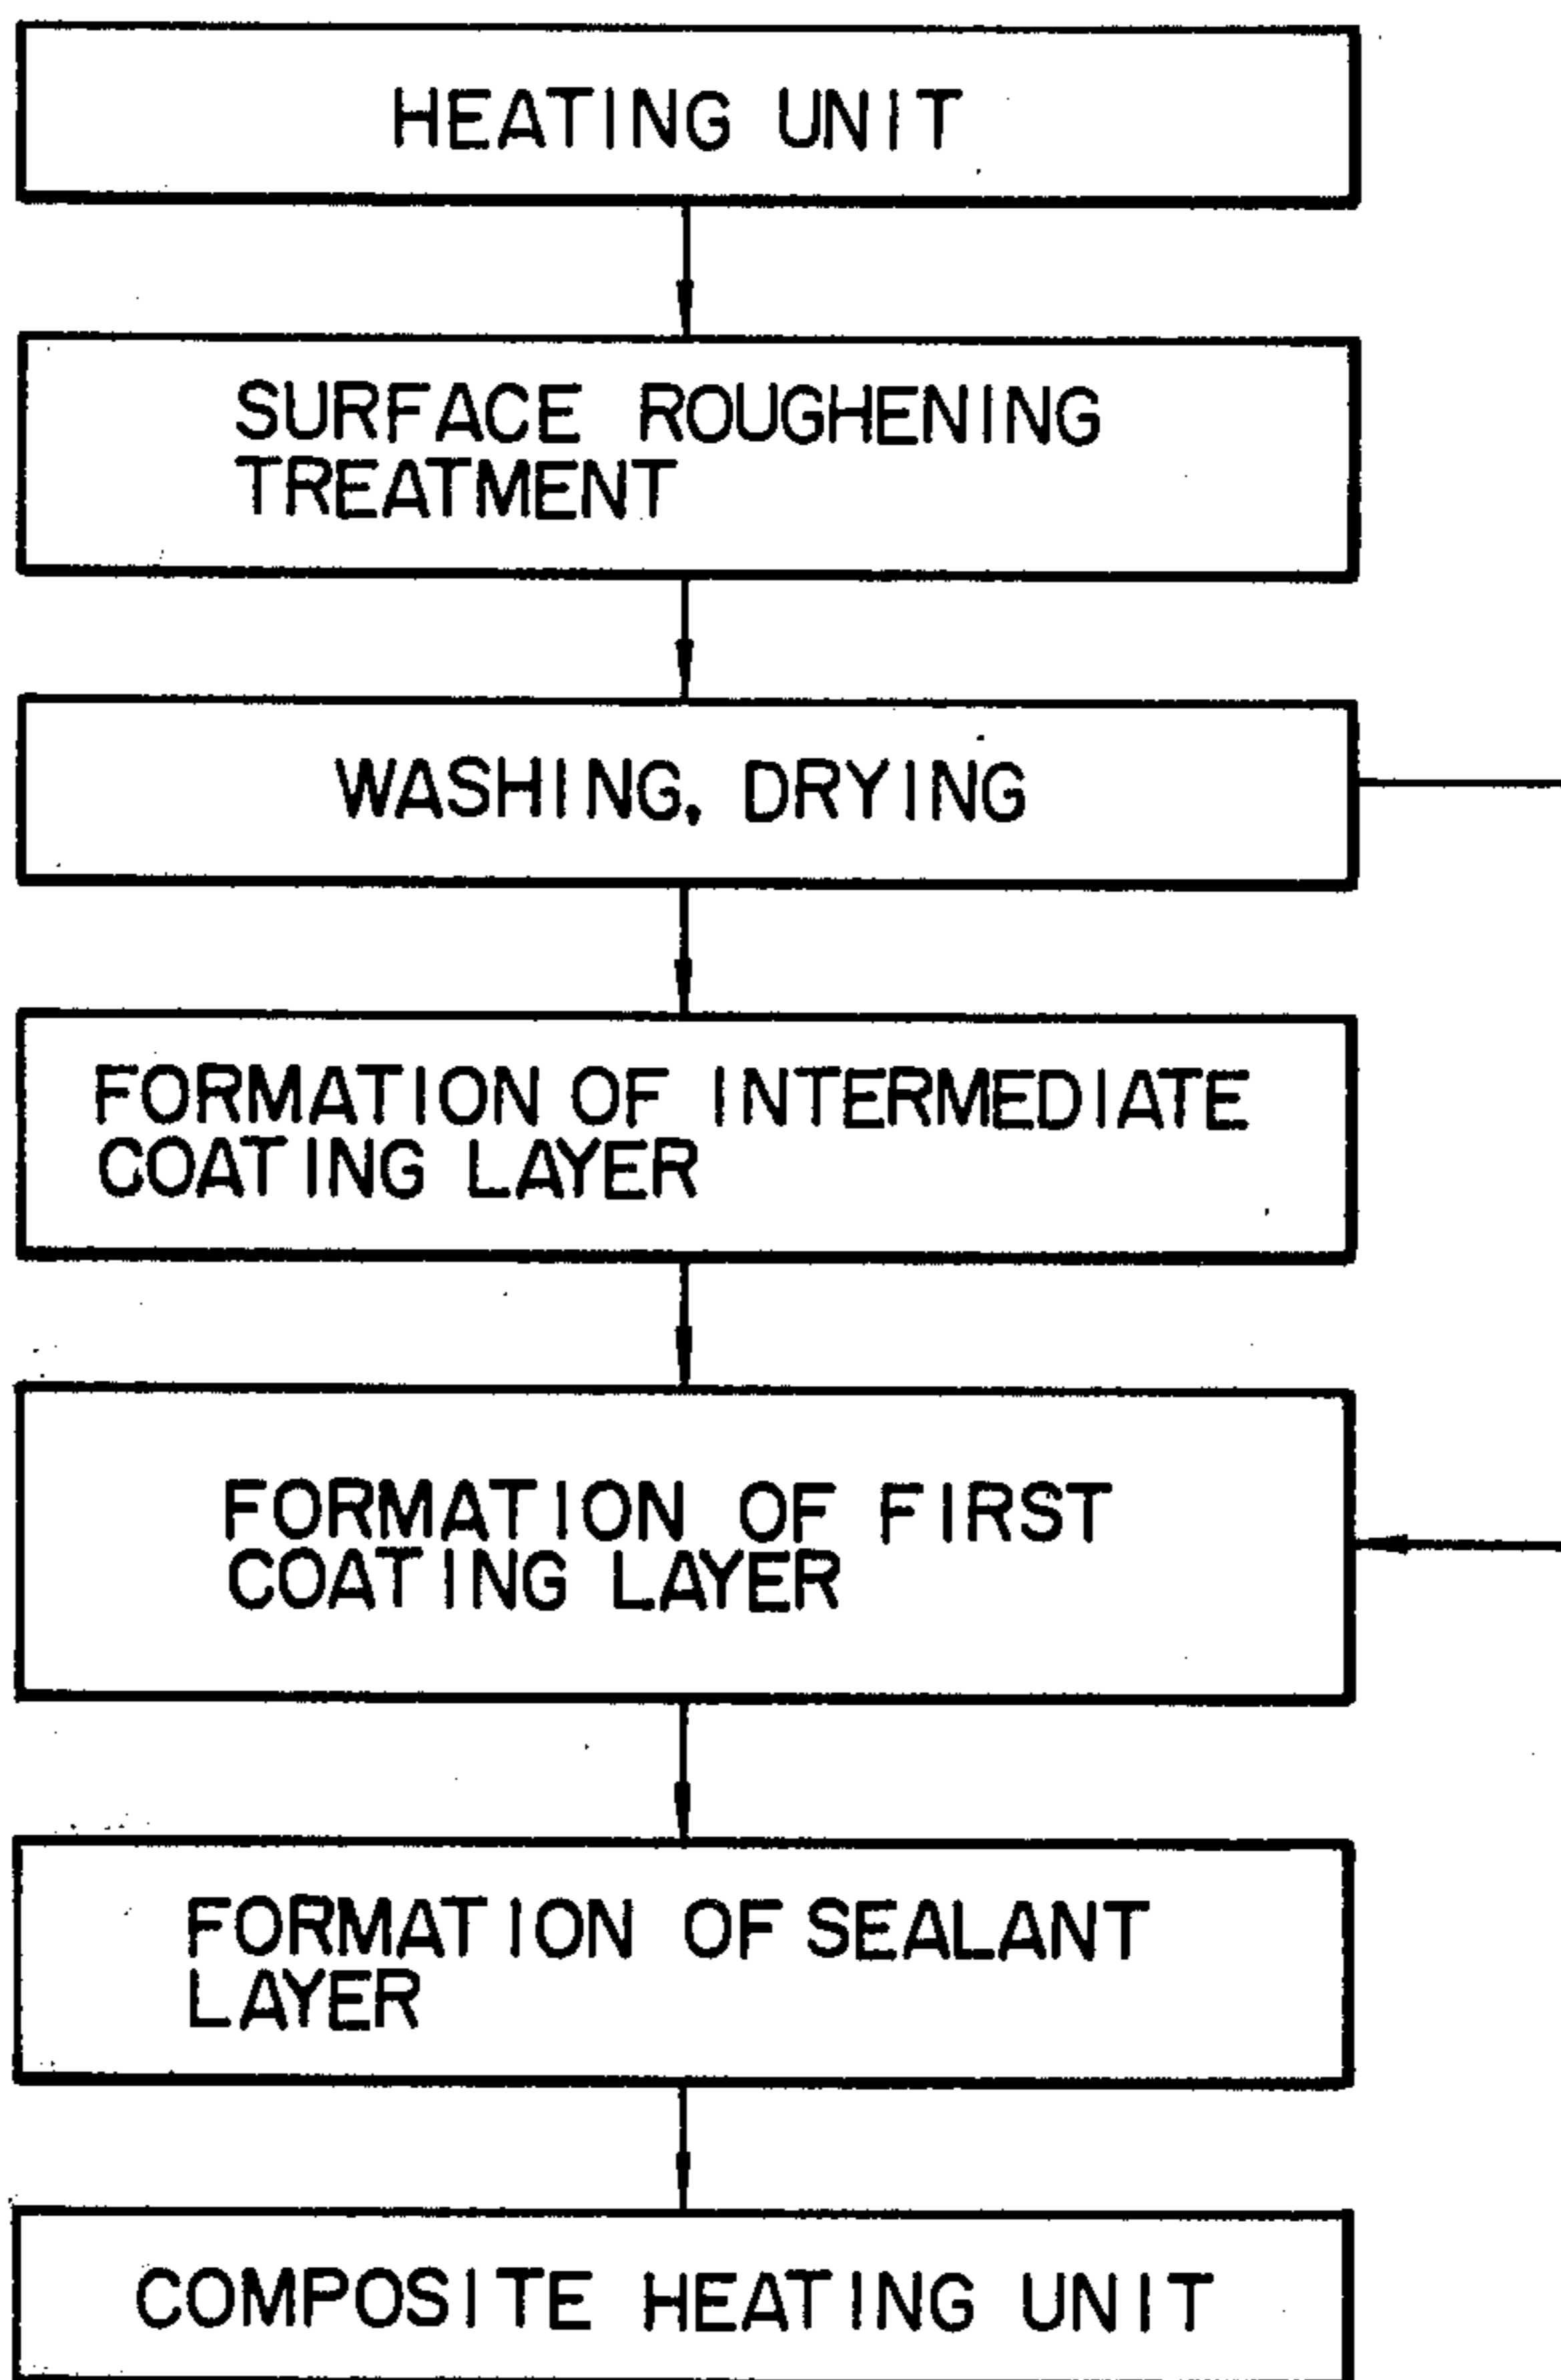 HEATING UNIT
SURFACE ROUGHENING
TREATMENT
WASHING, DRYING
FORMATION OF INTERMEDIATE
COATING LAYER
FORMATION OF FIRST
COATING LAYER
FORMATION OF SEALANT
LAYER
COMPOSITE HEATING UNIT